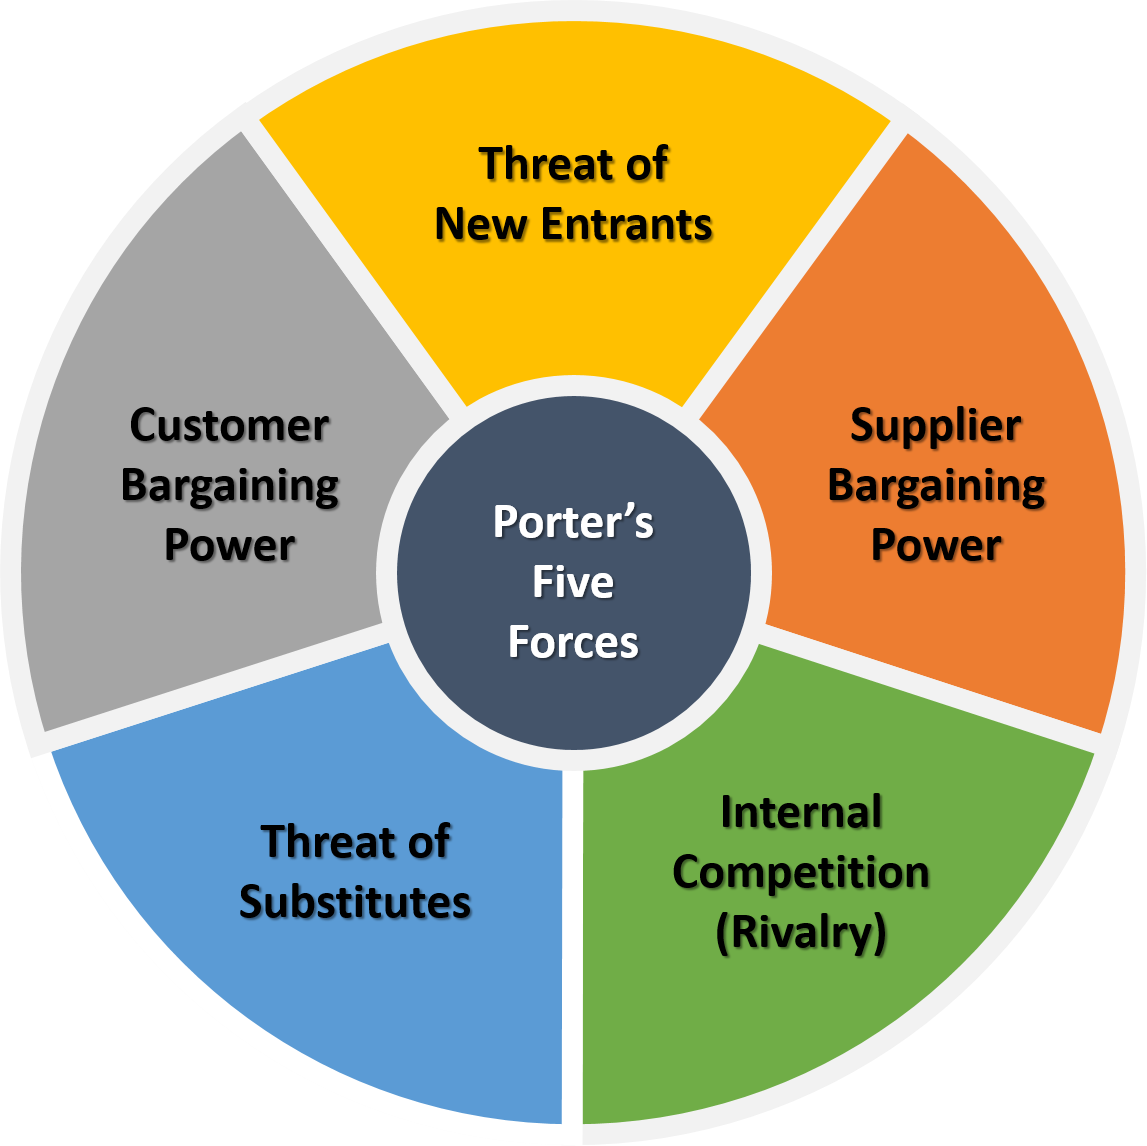 Threat of
New Entrants
Supplier
Bargaining
Power
Internal
Competition
(Rivalry)
Threat of
Substitutes
Customer
Bargaining
Power
Porter’s
Five
Forces